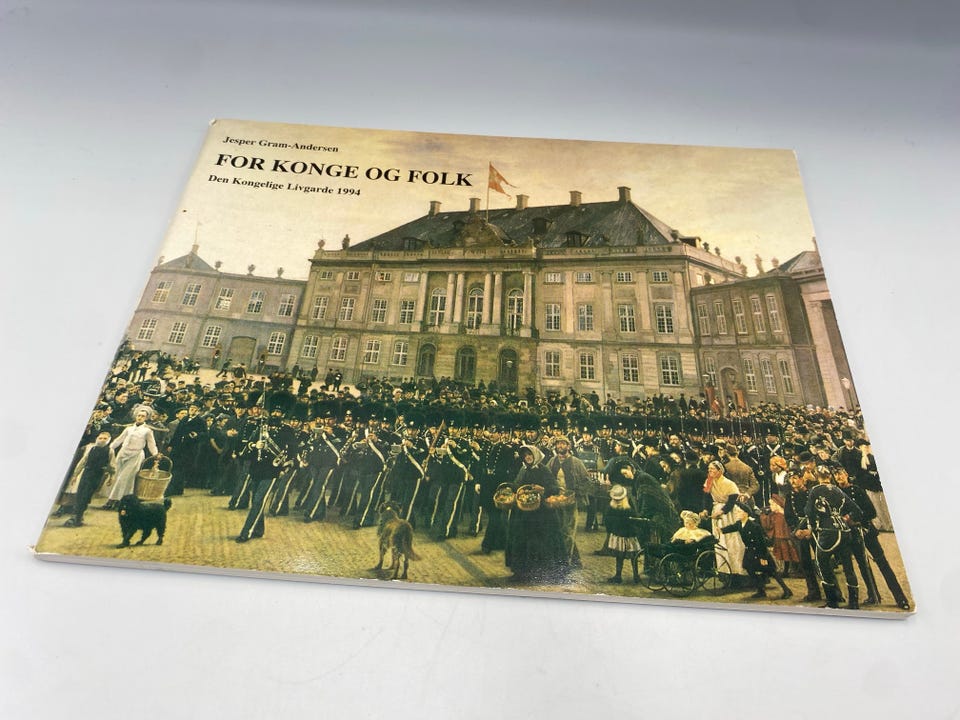 Jesper Gram-Andersen
FOR KONGE OG FOLK
Den Kongelige Livgarde 1994